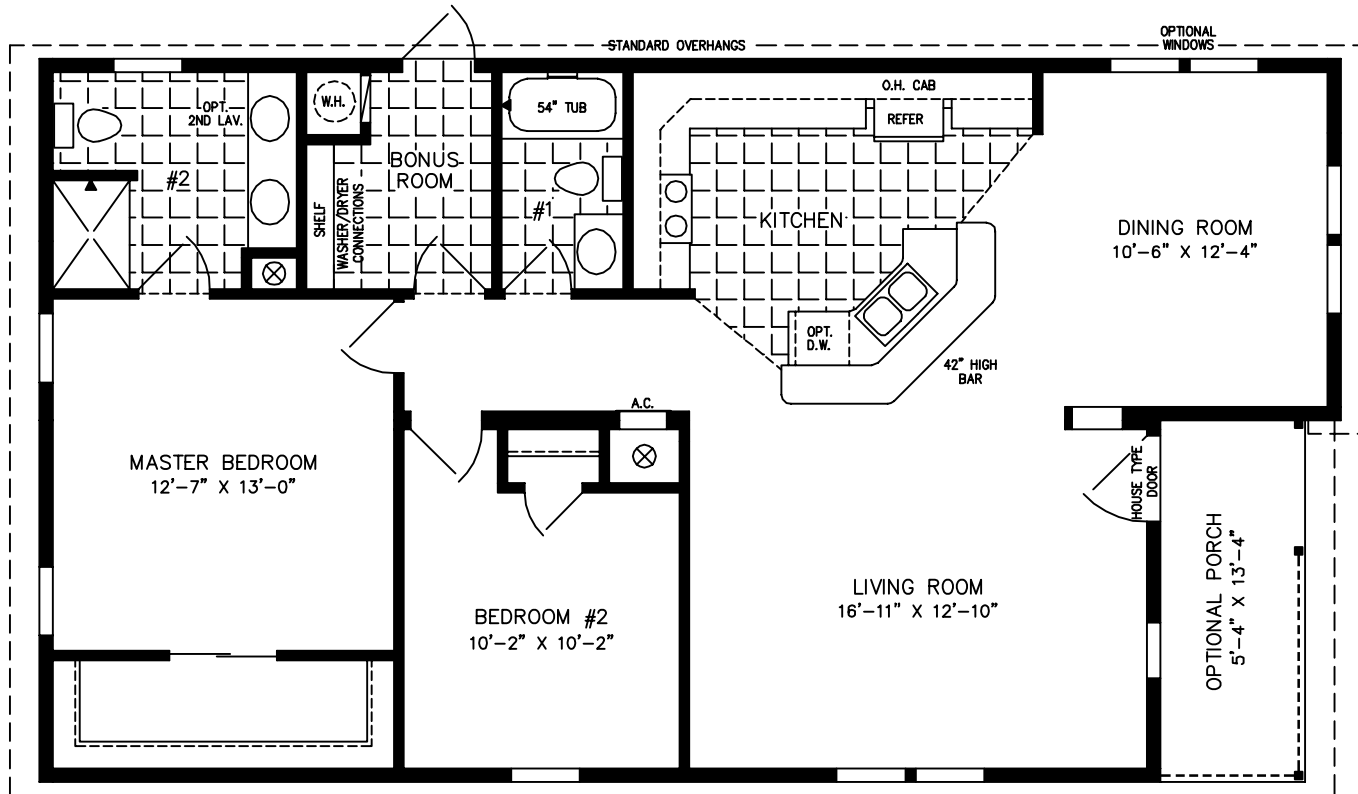 STANDARD OVERHANGS
OPTIONAL
WINDOWS
OPT.
2ND LAV.
#2
W.H.
SHELF
WASHER/DRYER
CONNECTIONS
BONUS
ROOM
54" TUB
#1
O.H. CAB
REFER
KITCHEN
OPT.
D.W.
42" HIGH
BAR
DINING ROOM
10'-6" X 12'-4"
A.C.
MASTER BEDROOM
12'-7" X 13'-0"
BEDROOM #2
10'-2" X 10'-2"
LIVING ROOM
16'-11" X 12'-10"
HOUSE TYPE
DOOR
OPTIONAL PORCH
5'-4" X 13'-4"